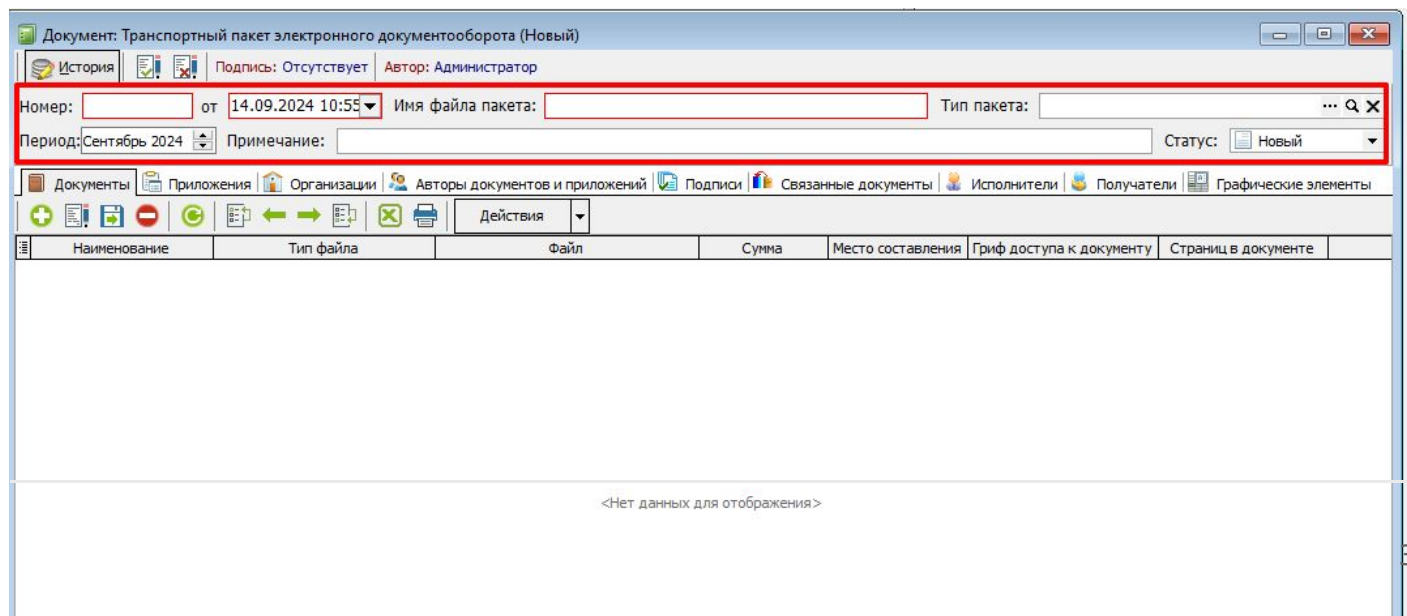 Документ: Транспортный пакет электронного документооборота (Новый)
История Подпись: Отсутствует Автор: Администратор
Номер: от 14.09.2024 10:55 Имя файла пакета: Тип пакета:
Период: Сентябрь 2024 Примечание: Статус: Новый
Документы Приложения Организации Авторы документов и приложений Подписи Связанные документы Исполнители Получатели Графические элементы
Действия
Наименование Тип файла Файл Сумма Место составления Гриф доступа к документу Страниц в документе
<Нет данных для отображения>